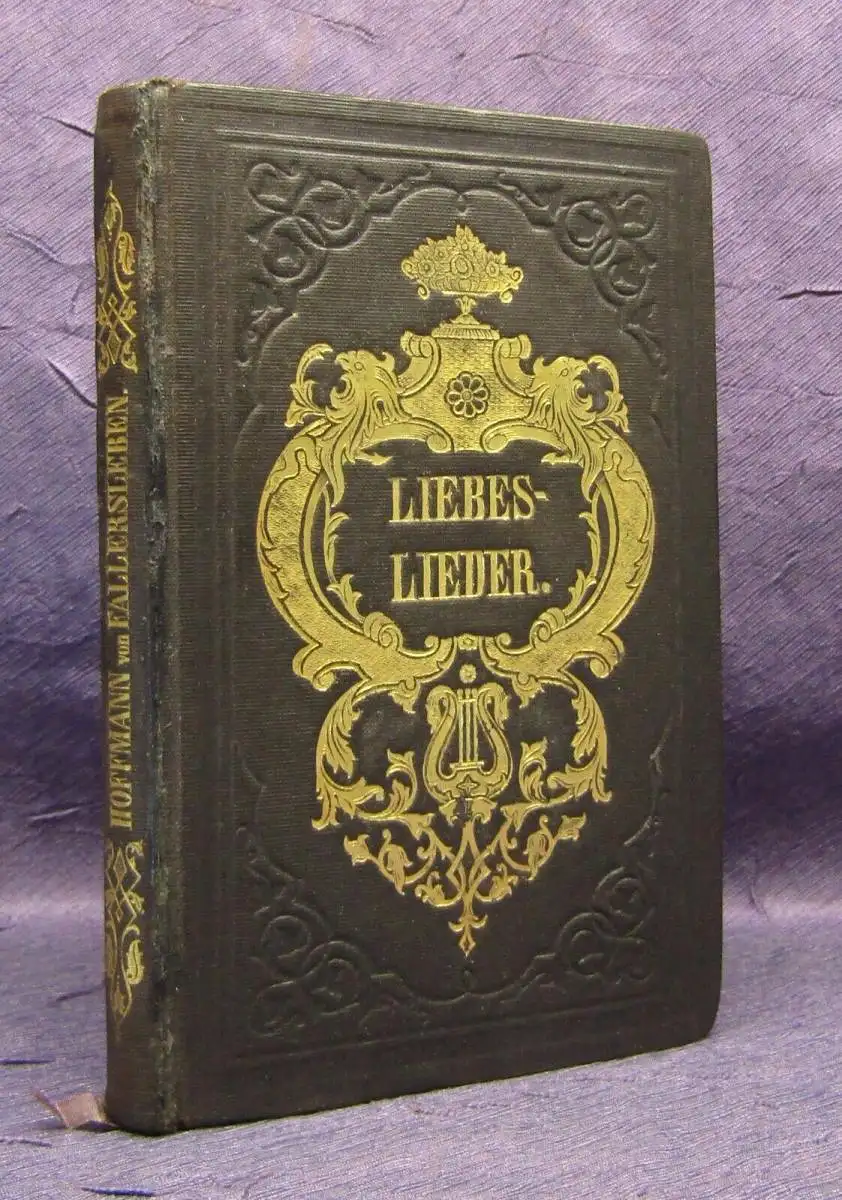 HOFFMANN von FALLERSLEBEN.
LIEBES-
LIEDER.